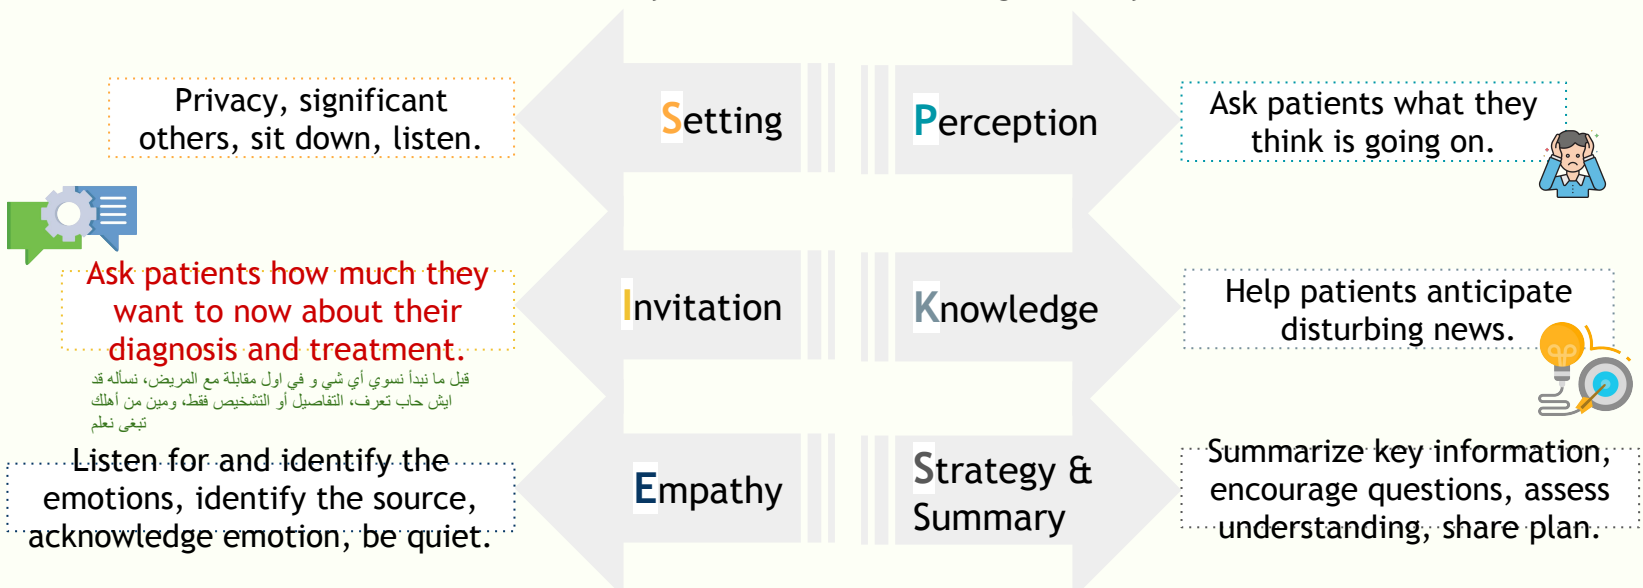 Privacy, significant
others, sit down, listen.
Setting
Perception
Ask patients what they
think is going on.
Ask patients how much they
want to now about their
diagnosis and treatment.
قبل ما نبدأ نسوي أي شي و في اول مقابلة مع المريض، نسأله قد
ايش حاب تعرف، التفاصيل أو التشخيص فقط، ومين من أهلك
تبغى نعلم
Invitation
Knowledge
Help patients anticipate
disturbing news.
Listen for and identify the
emotions, identify the source,
acknowledge emotion, be quiet.
Empathy
Strategy &
Summary
Summarize key information,
encourage questions, assess
understanding, share plan.